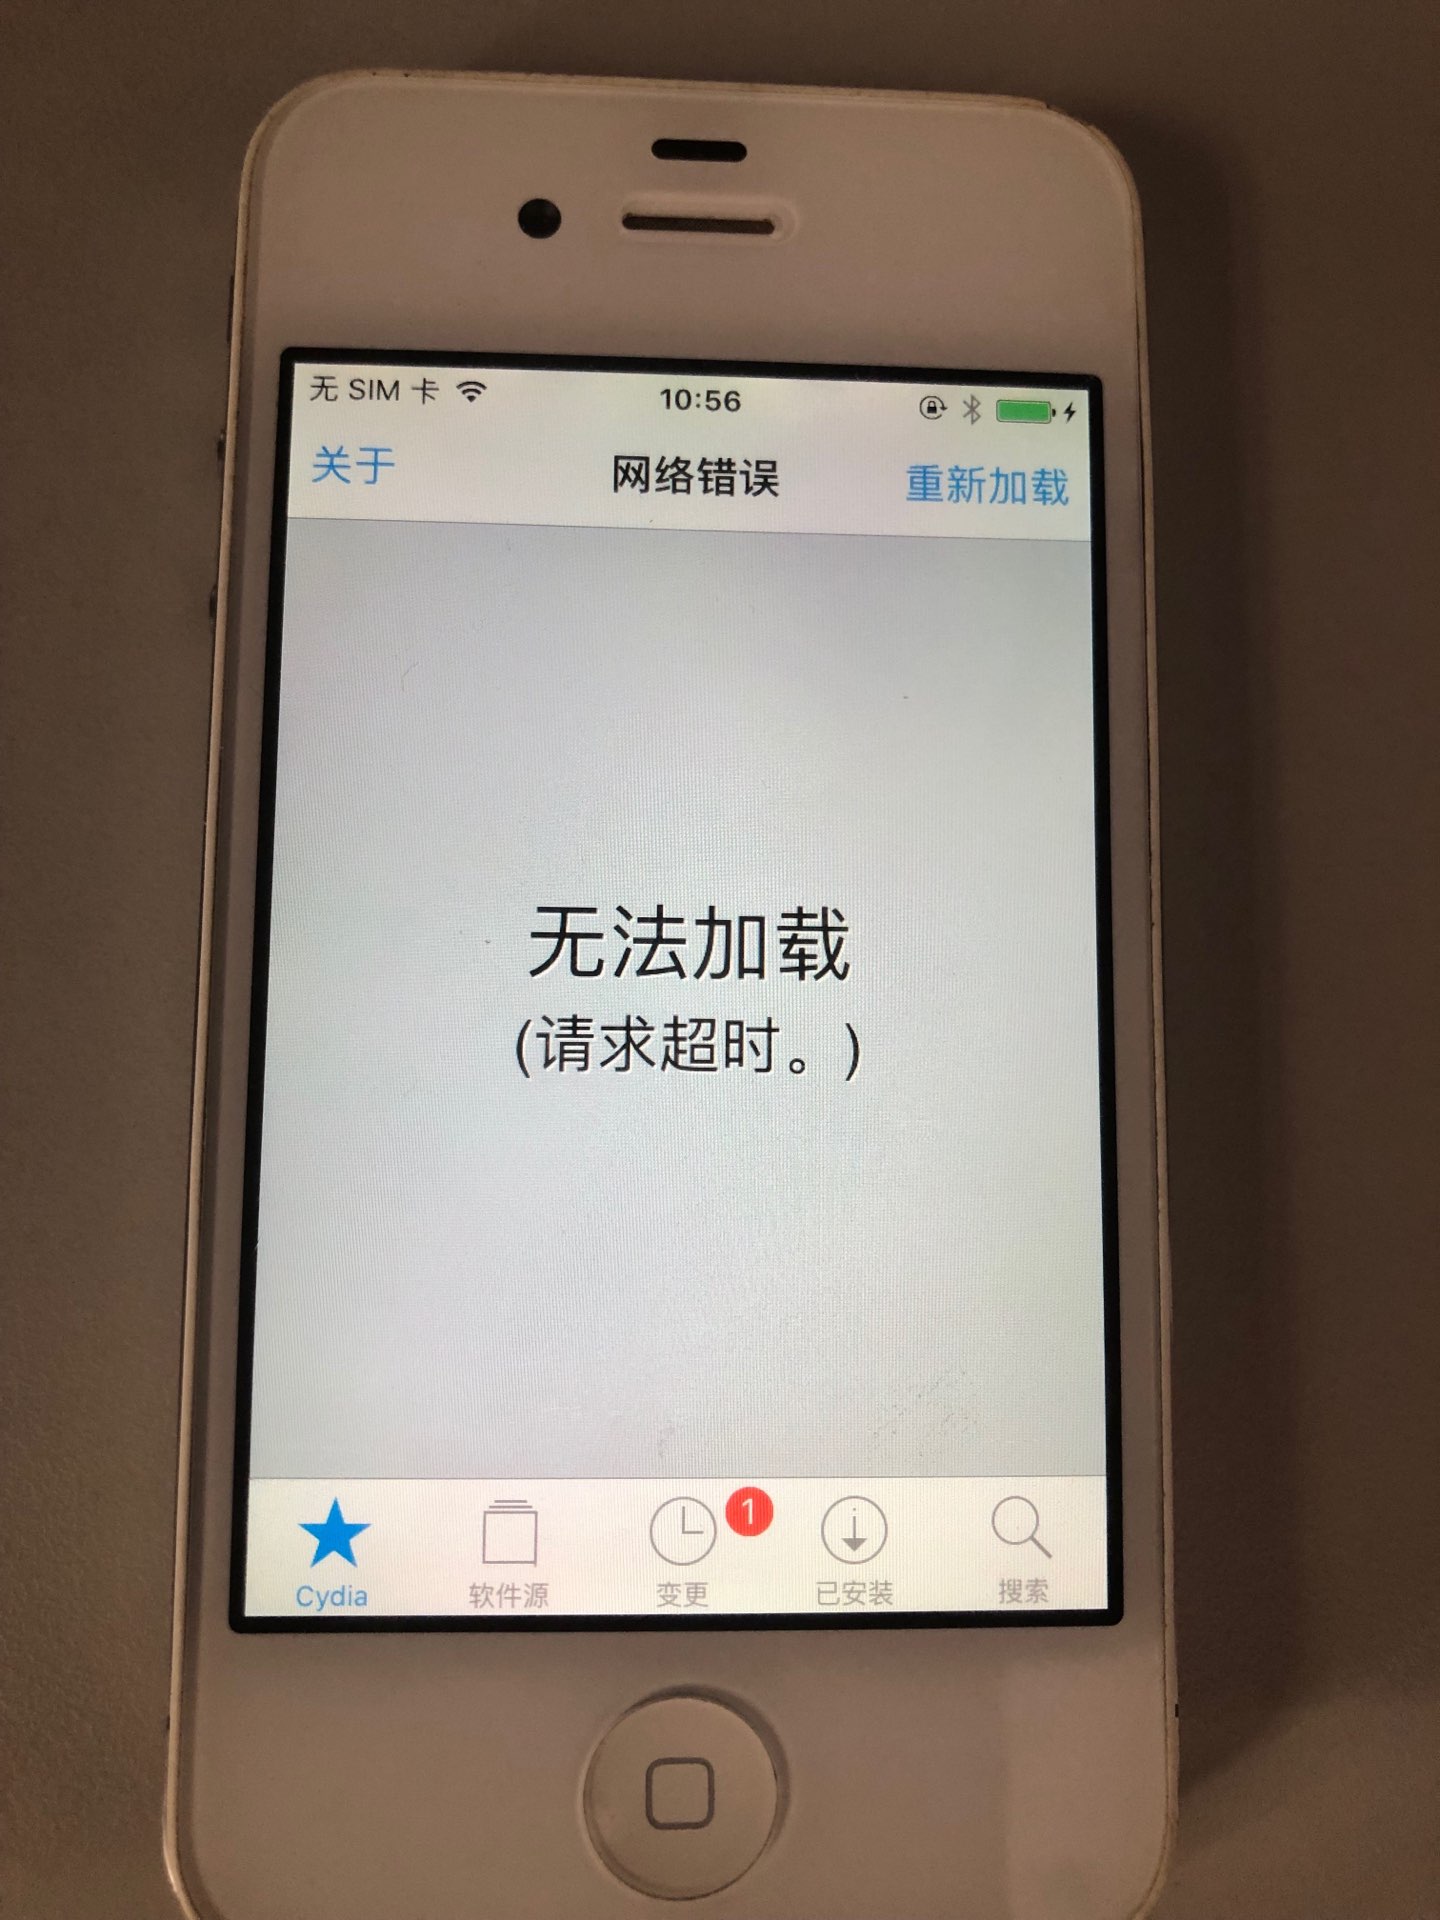 无 SIM 卡
10:56
关于
网络错误
重新加载
无法加载
(请求超时。)
1
Cydia
软件源
变更
已安装
搜索